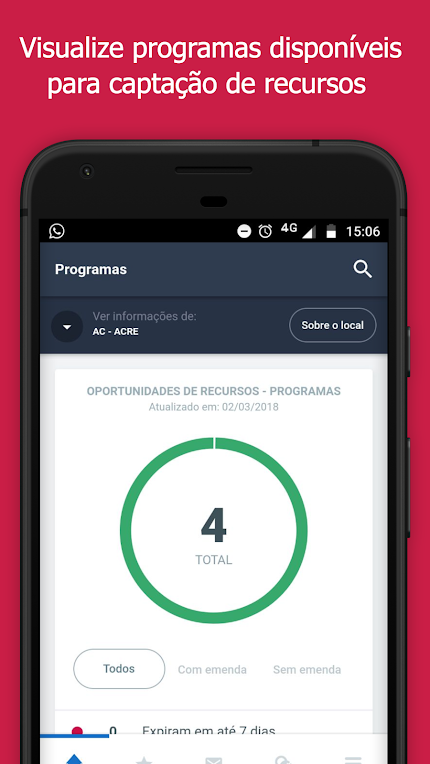 Visualize programas disponíveis
para captação de recursos
4G 15:06
Programas
Ver informações de:
AC - ACRE
Sobre o local
OPORTUNIDADES DE RECURSOS - PROGRAMAS
Atualizado em: 02/03/2018
4
TOTAL
Todos Com emenda Sem emenda
0 Expiram em até 7 dias